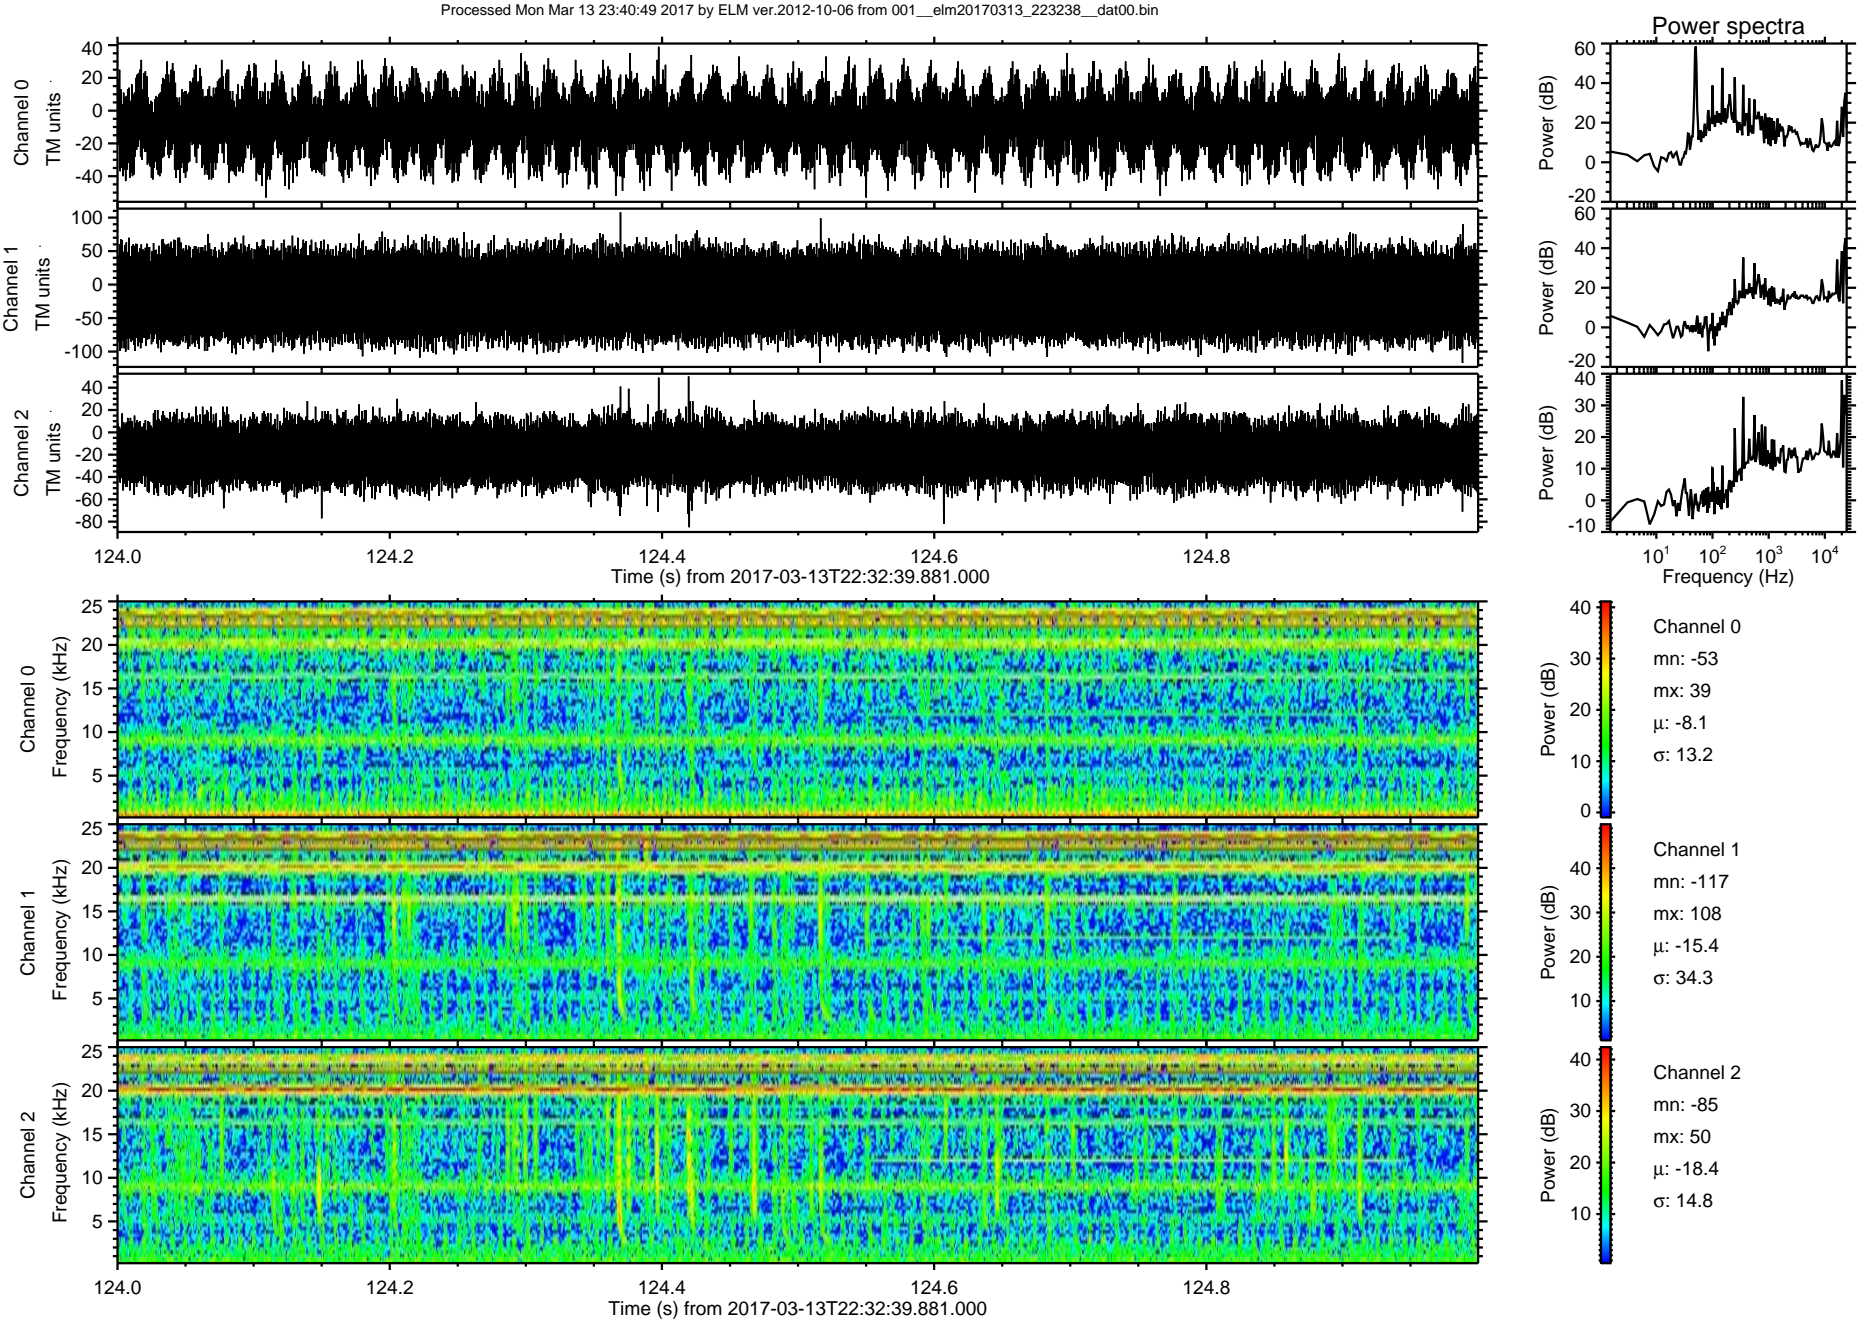 Processed Mon Mar 13 23:40:49 2017 by ELM ver.2012-10-06 from 001__elm20170313_223238__dat00.bin
Power spectra
Channel 0
TM units
40
20
0
-20
-40
Power (dB)
60
40
20
0
-20
Channel 1
TM units
100
50
0
-50
-100
Power (dB)
60
40
20
0
-20
Channel 2
TM units
40
20
0
-20
-40
-60
-80
Power (dB)
40
30
20
10
0
-10
124.0 124.2 124.4 124.6 124.8
Time (s) from 2017-03-13T22:32:39.881.000
10^1 10^2 10^3 10^4
Frequency (Hz)
Channel 0
Frequency (kHz)
25
20
15
10
5
Power (dB)
40
30
20
10
0
Channel 0
mn: -53
mx: 39
μ: -8.1
σ: 13.2
Channel 1
Frequency (kHz)
25
20
15
10
5
Power (dB)
40
30
20
10
Channel 1
mn: -117
mx: 108
μ: -15.4
σ: 34.3
Channel 2
Frequency (kHz)
25
20
15
10
5
Power (dB)
40
30
20
10
Channel 2
mn: -85
mx: 50
μ: -18.4
σ: 14.8
124.0 124.2 124.4 124.6 124.8
Time (s) from 2017-03-13T22:32:39.881.000